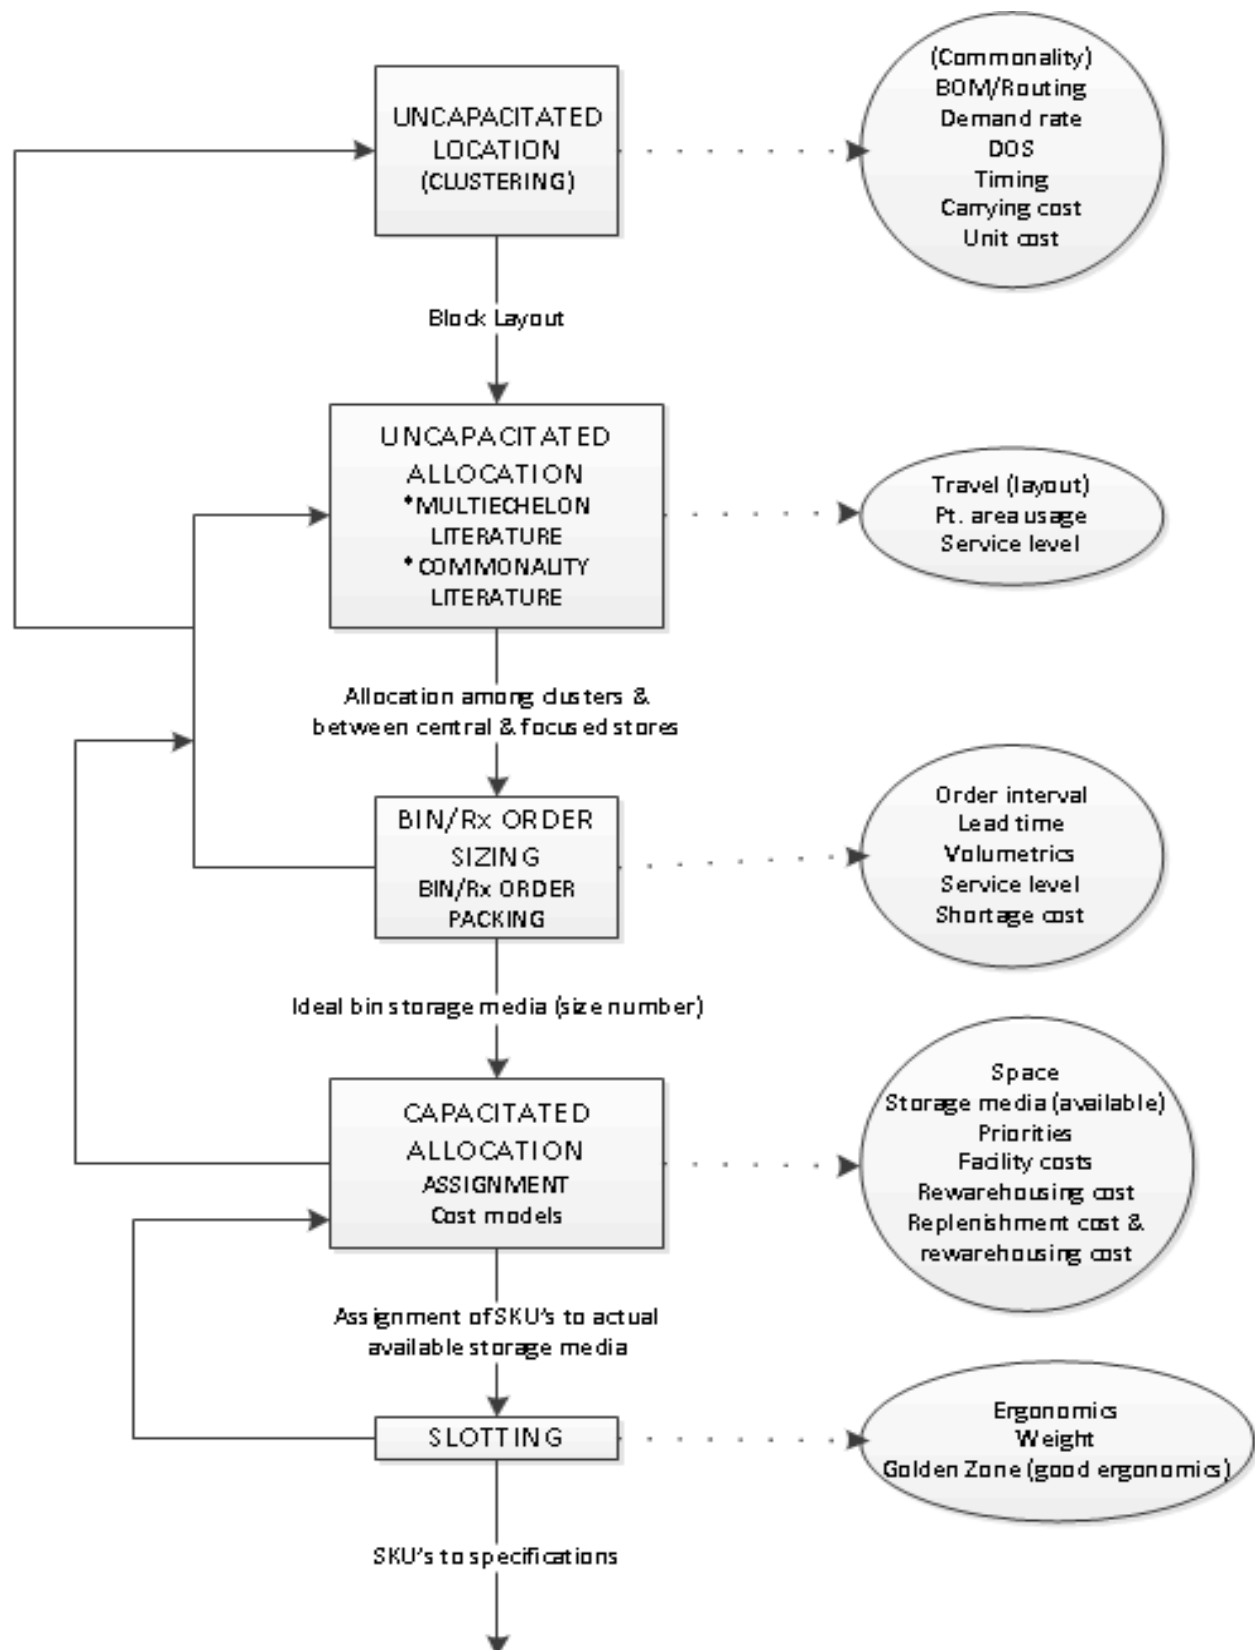 UNCAPACITATED
LOCATION
(CLUSTERING)
(Commonality)
BOM/Routing
Demand rate
DOS
Timing
Carrying cost
Unit cost
Block Layout
UNCAPACITATED
ALLOCATION
*MULTIECHELON
LITERATURE
*COMMONALITY
LITERATURE
Travel (layout)
Pt. area usage
Service level
Allocation among clusters &
between central & focused stores
BIN/Rx ORDER
SIZING
BIN/Rx ORDER
PACKING
Order interval
Lead time
Volumetrics
Service level
Shortage cost
Ideal bin storage media (size number)
CAPACITATED
ALLOCATION
ASSIGNMENT
Cost models
Space
Storage media (available)
Priorities
Facility costs
Rewarehousing cost
Replenishment cost &
rewarehousing cost
Assignment of SKU's to actual
available storage media
SLOTTING
Ergonomics
Weight
Golden Zone (good ergonomics)
SKU's to specifications